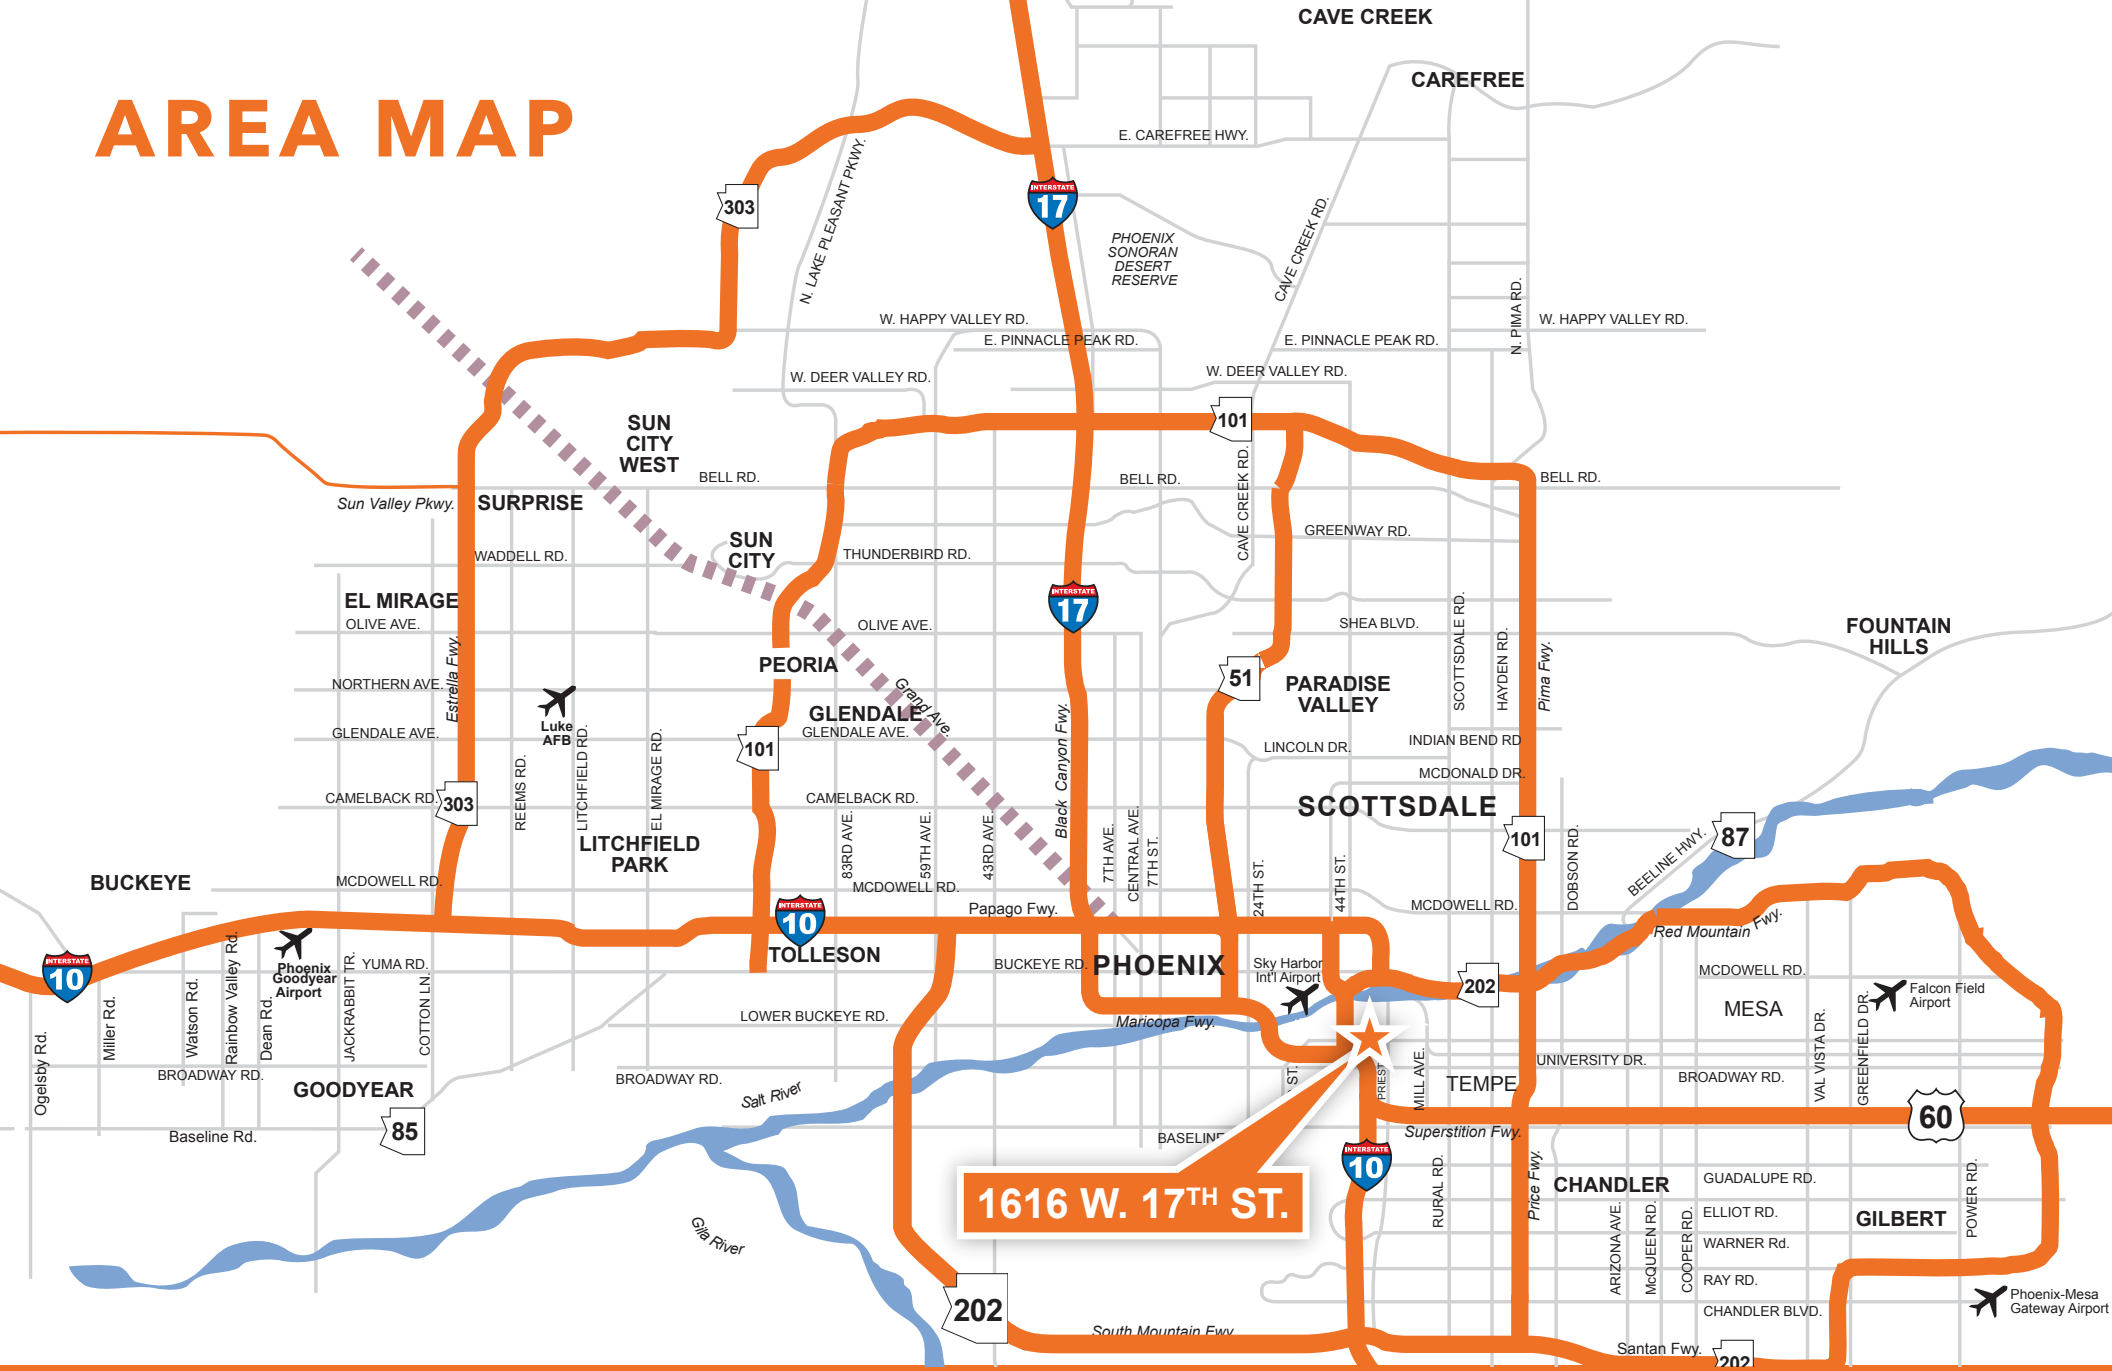 CAVE CREEK
CAREFREE
AREA MAP
E. CAREFREE HWY.
N. LAKE PLEASANT PKWY.
303
INTERSTATE
17
CAVE CREEK RD.
PHOENIX
SONORAN
DESERT
RESERVE
N. PIMA RD.
W. HAPPY VALLEY RD.
W. HAPPY VALLEY RD.
E. PINNACLE PEAK RD.
E. PINNACLE PEAK RD.
W. DEER VALLEY RD.
W. DEER VALLEY RD.
101
SUN
CITY
WEST
BELL RD.
BELL RD.
BELL RD.
CAVE CREEK RD.
Sun Valley Pkwy.
SURPRISE
GREENWAY RD.
SUN
CITY
WADDELL RD.
THUNDERBIRD RD.
EL MIRAGE
INTERSTATE
17
OLIVE AVE.
OLIVE AVE.
SHEA BLVD.
SCOTTSDALE RD.
HAYDEN RD.
Pima Fwy.
FOUNTAIN
HILLS
Estrella Fwy.
PEORIA
51
NORTHERN AVE.
PARADISE
VALLEY
Grand Ave.
Luke
AFB
GLENDALE
GLENDALE AVE.
GLENDALE AVE.
101
Black Canyon Fwy.
LINCOLN DR.
INDIAN BEND RD.
MCDONALD DR.
REEMS RD.
LITCHFIELD RD.
EL MIRAGE RD.
CAMELBACK RD.
303
CAMELBACK RD.
SCOTTSDALE
83RD AVE.
59TH AVE.
43RD AVE.
7TH AVE.
CENTRAL AVE.
7TH ST.
24TH ST.
44TH ST.
101
DOBSON RD.
BEELINE HWY.
87
LITCHFIELD
PARK
BUCKEYE
MCDOWELL RD.
MCDOWELL RD.
MCDOWELL RD.
Papago Fwy.
INTERSTATE
10
TOLLESON
Red Mountain Fwy.
INTERSTATE
10
Phoenix
Goodyear
Airport
YUMA RD.
BUCKEYE RD.
PHOENIX
Sky Harbor
Int'l Airport
202
MCDOWELL RD.
Falcon Field
Airport
MESA
Ogelsby Rd.
Miller Rd.
Watson Rd.
Rainbow Valley Rd.
Dean Rd.
JACKRABBIT TR.
COTTON LN.
LOWER BUCKEYE RD.
Maricopa Fwy.
VAL VISTA DR.
GREENFIELD DR.
UNIVERSITY DR.
BROADWAY RD.
BROADWAY RD.
BROADWAY RD.
ST.
PRIEST
MILL AVE.
TEMPE
GOODYEAR
Salt River
60
85
Baseline Rd.
BASELINE
Superstition Fwy.
INTERSTATE
10
1616 W. 17TH ST.
RURAL RD.
Price Fwy.
CHANDLER
GUADALUPE RD.
POWER RD.
ARIZONA AVE.
McQUEEN RD.
COOPER RD.
ELLIOT RD.
GILBERT
WARNER Rd.
Gila River
RAY RD.
CHANDLER BLVD.
Phoenix-Mesa
Gateway Airport
202
South Mountain Fwy
Santan Fwy.
202